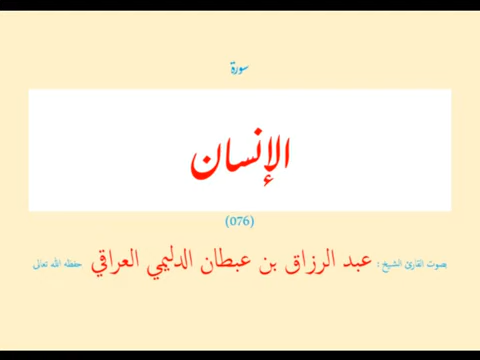 سورة
الإنسان
(076)
بصوت القارئ الشيخ : عبد الرزاق بن عبطان الدليمي العراقي حفظه الله تعالى